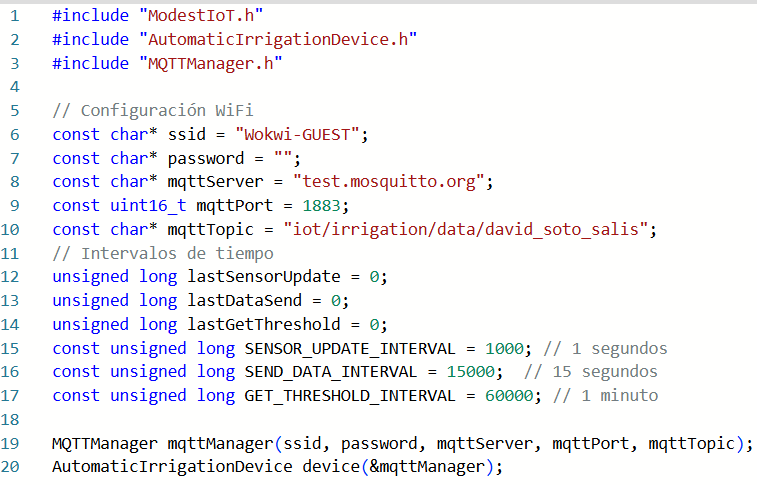 1 #include "ModestIoT.h"
2 #include "AutomaticIrrigationDevice.h"
3 #include "MQTTManager.h"
4
5 // Configuración WiFi
6 const char* ssid = "Wokwi-GUEST";
7 const char* password = "";
8 const char* mqttServer = "test.mosquitto.org";
9 const uint16_t mqttPort = 1883;
10 const char* mqttTopic = "iot/irrigation/data/david_soto_salis";
11 // Intervalos de tiempo
12 unsigned long lastSensorUpdate = 0;
13 unsigned long lastDataSend = 0;
14 unsigned long lastGetThreshold = 0;
15 const unsigned long SENSOR_UPDATE_INTERVAL = 1000; // 1 segundos
16 const unsigned long SEND_DATA_INTERVAL = 15000;  // 15 segundos
17 const unsigned long GET_THRESHOLD_INTERVAL = 60000; // 1 minuto
18
19 MQTTManager mqttManager(ssid, password, mqttServer, mqttPort, mqttTopic);
20 AutomaticIrrigationDevice device(&mqttManager);